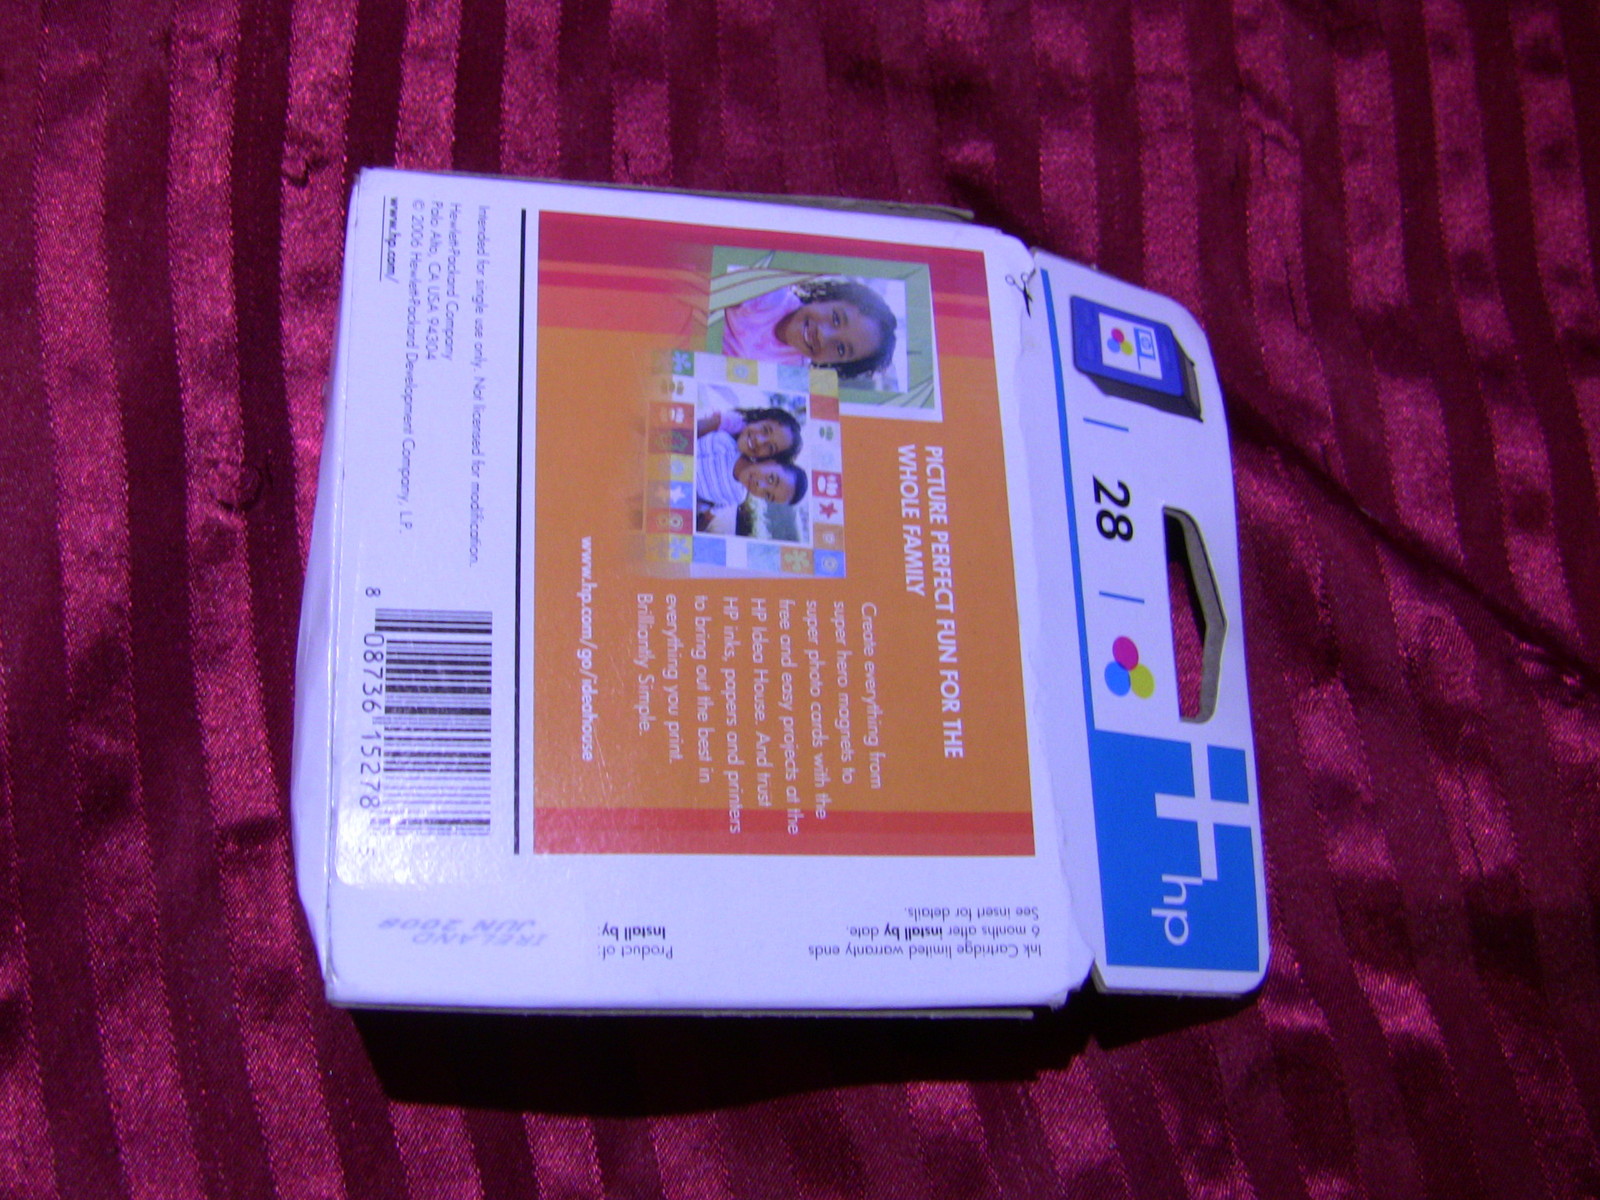 28
hp
PICTURE PERFECT FUN FOR THE
WHOLE FAMILY
Create everything from
super hero magnets to
super photo cards with the
free and easy projects at the
HP Idea House. And trust
HP inks, papers and printers
to bring out the best in
everything you print.
Brilliantly Simple.
www.hp.com/go/ideahouse
Intended for single use only. Not licensed for modification.
Hewlett-Packard Company
Palo Alto, CA USA 94304
© 2006 Hewlett-Packard Development Company, L.P.
www.hp.com/
8 08736 15278 5
Ink Cartridge limited warranty ends
6 months after install by date.
See insert for details.
Product of:
Install by:
IRELAND
JUN 2008